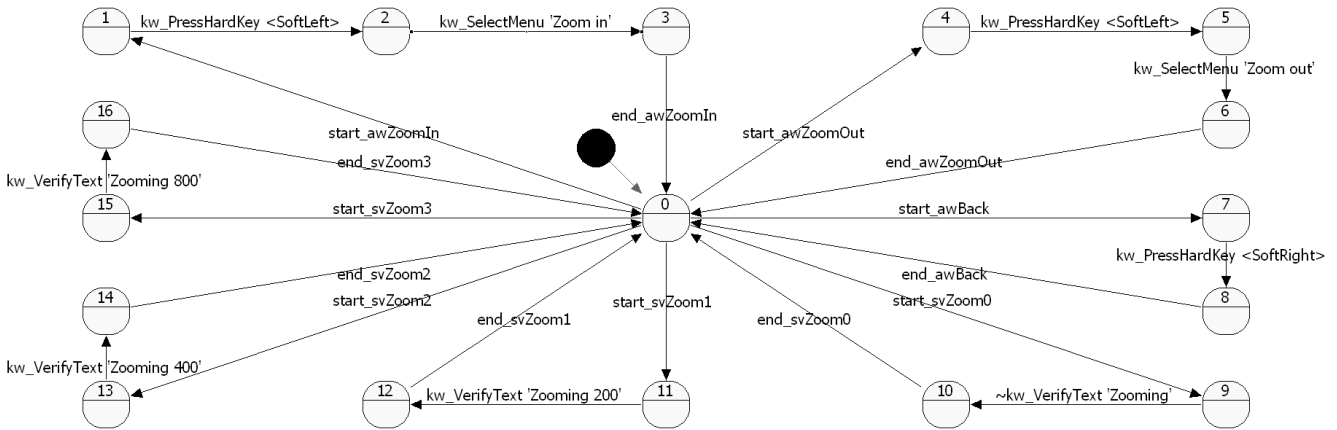 1
kw_PressHardKey <SoftLeft>
2
kw_SelectMenu 'Zoom in'
3
4
kw_PressHardKey <SoftLeft>
5
kw_SelectMenu 'Zoom out'
16
end_awZoomIn
6
start_awZoomIn
start_awZoomOut
end_svZoom3
end_awZoomOut
kw_VerifyText 'Zooming 800'
15
start_svZoom3
0
start_awBack
7
kw_PressHardKey <SoftRight>
end_svZoom2
end_awBack
14
start_svZoom2
start_svZoom1
start_svZoom0
8
end_svZoom1
end_svZoom0
kw_VerifyText 'Zooming 400'
13
12
kw_VerifyText 'Zooming 200'
11
10
~kw_VerifyText 'Zooming'
9